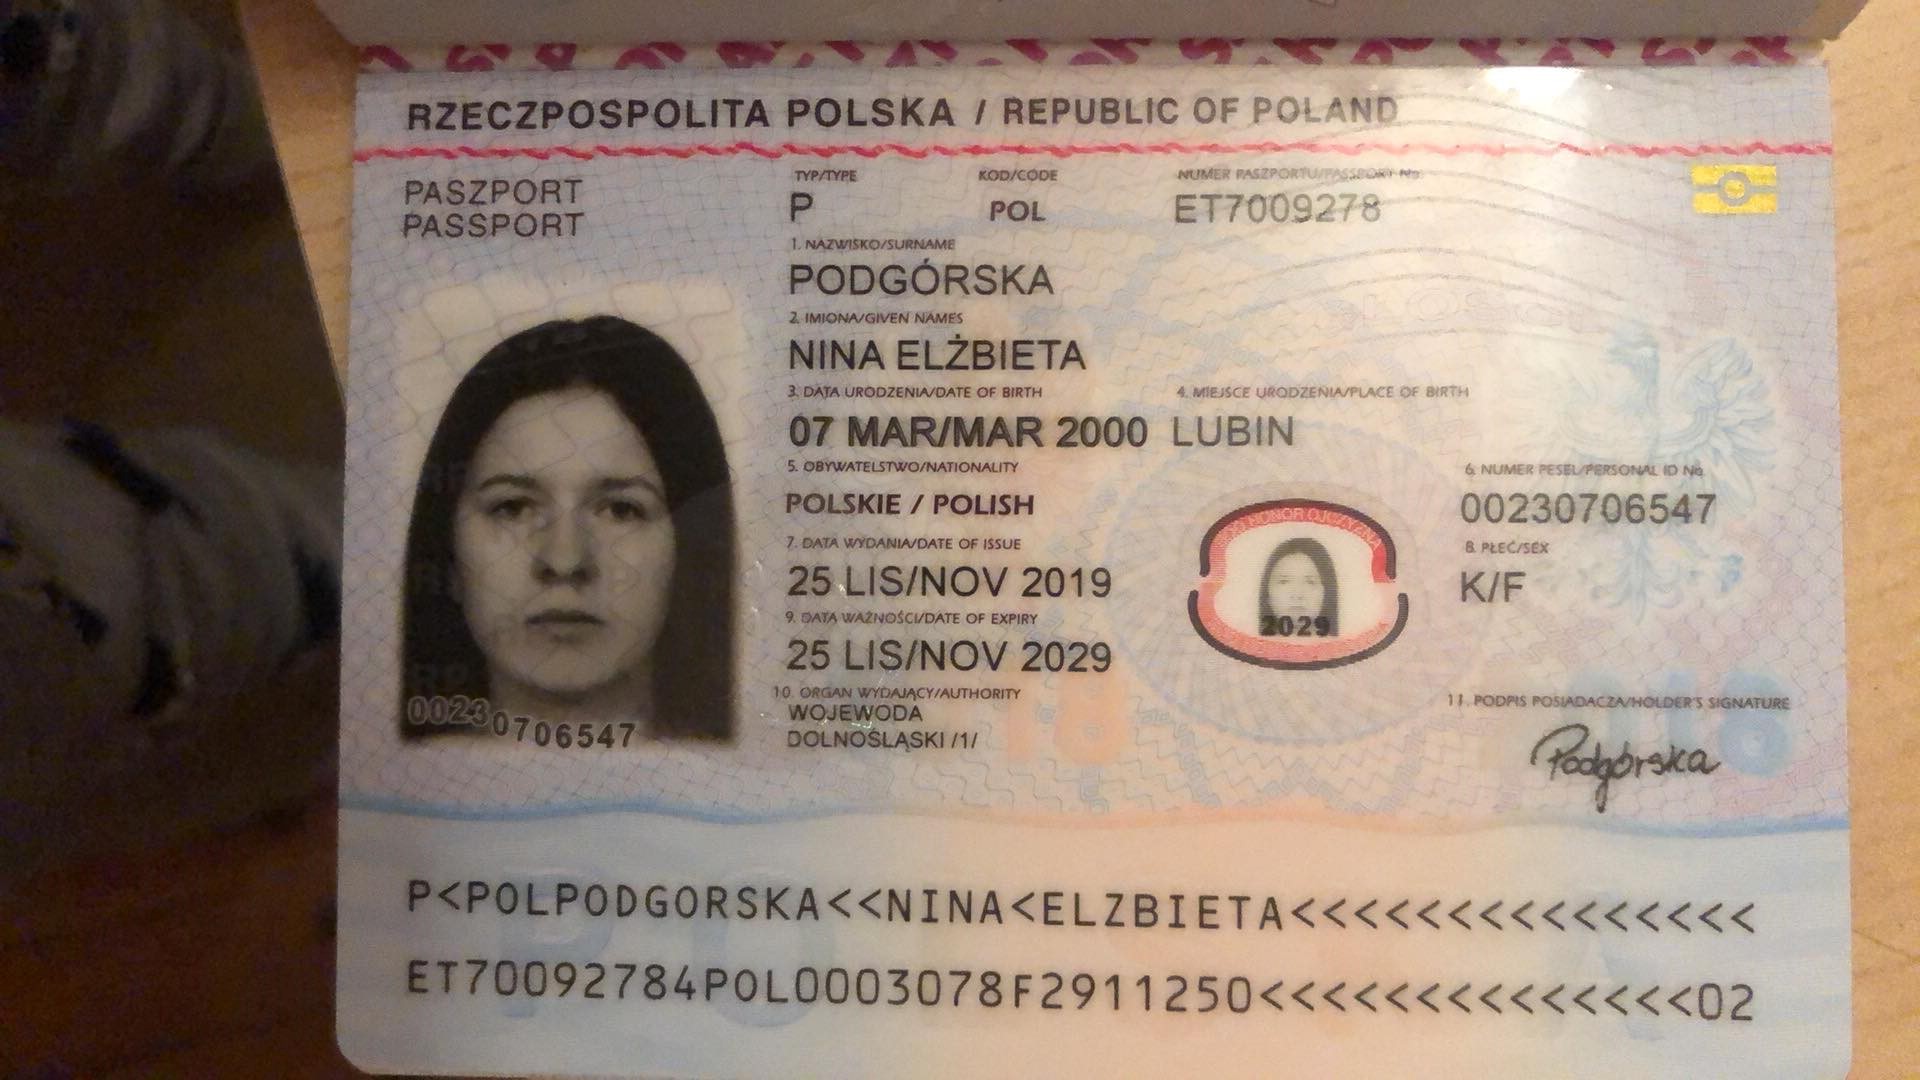 RZECZPOSPOLITA POLSKA / REPUBLIC OF POLAND
PASZPORT
PASSPORT
TYP/TYPE
P
KOD/CODE
POL
NUMER PASZPORTU/PASSPORT No.
ET7009278
1. NAZWISKO/SURNAME
PODGÓRSKA
2. IMIONA/GIVEN NAMES
NINA ELŻBIETA
3. DATA URODZENIA/DATE OF BIRTH
07 MAR/MAR 2000
4. MIEJSCE URODZENIA/PLACE OF BIRTH
LUBIN
5. OBYWATELSTWO/NATIONALITY
POLSKIE / POLISH
6. NUMER PESEL/PERSONAL ID No.
00230706547
7. DATA WYDANIA/DATE OF ISSUE
25 LIS/NOV 2019
8. PŁEĆ/SEX
K/F
9. DATA WAŻNOŚCI/DATE OF EXPIRY
25 LIS/NOV 2029
2029
10. ORGAN WYDAJĄCY/AUTHORITY
WOJEWODA
DOLNOŚLĄSKI /1/
11. PODPIS POSIADACZA/HOLDER'S SIGNATURE
Podgórska
00230706547
P<POLPODGORSKA<<NINA<ELZBIETA<<<<<<<<<<<<<<<
ET70092784POL0003078F2911250<<<<<<<<<<<<<<02